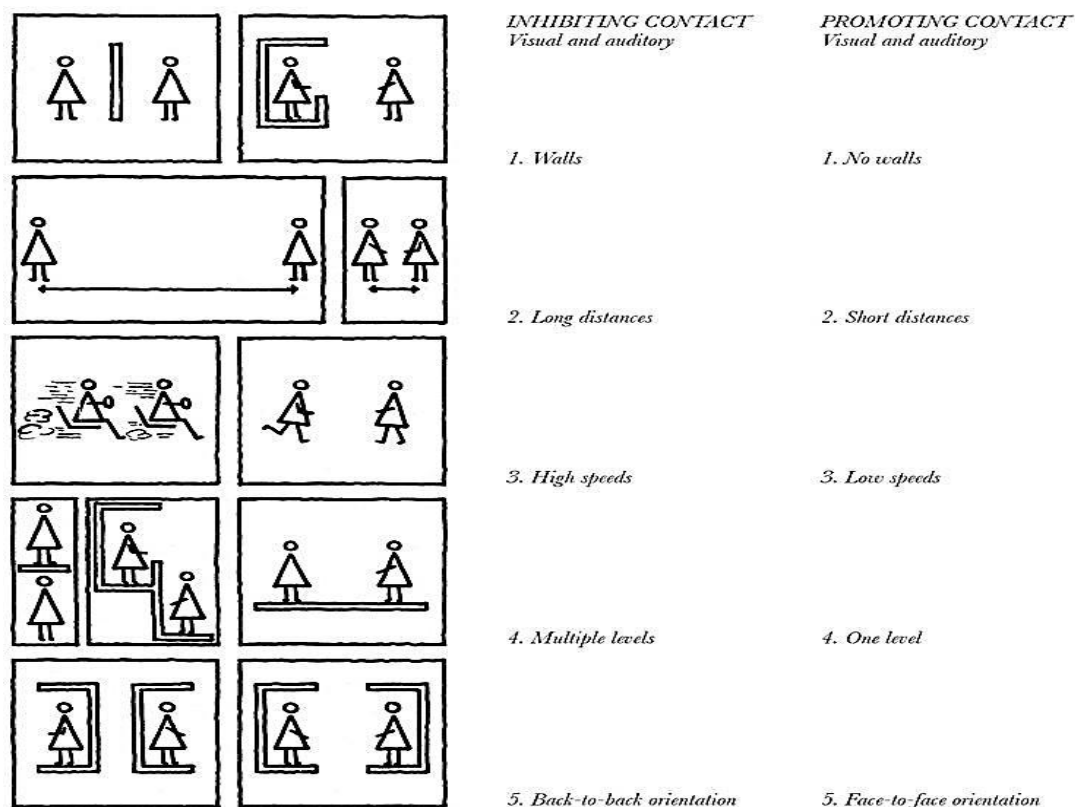 INHIBITING CONTACT
Visual and auditory
PROMOTING CONTACT
Visual and auditory
1. Walls
1. No walls
2. Long distances
2. Short distances
3. High speeds
3. Low speeds
4. Multiple levels
4. One level
5. Back-to-back orientation
5. Face-to-face orientation